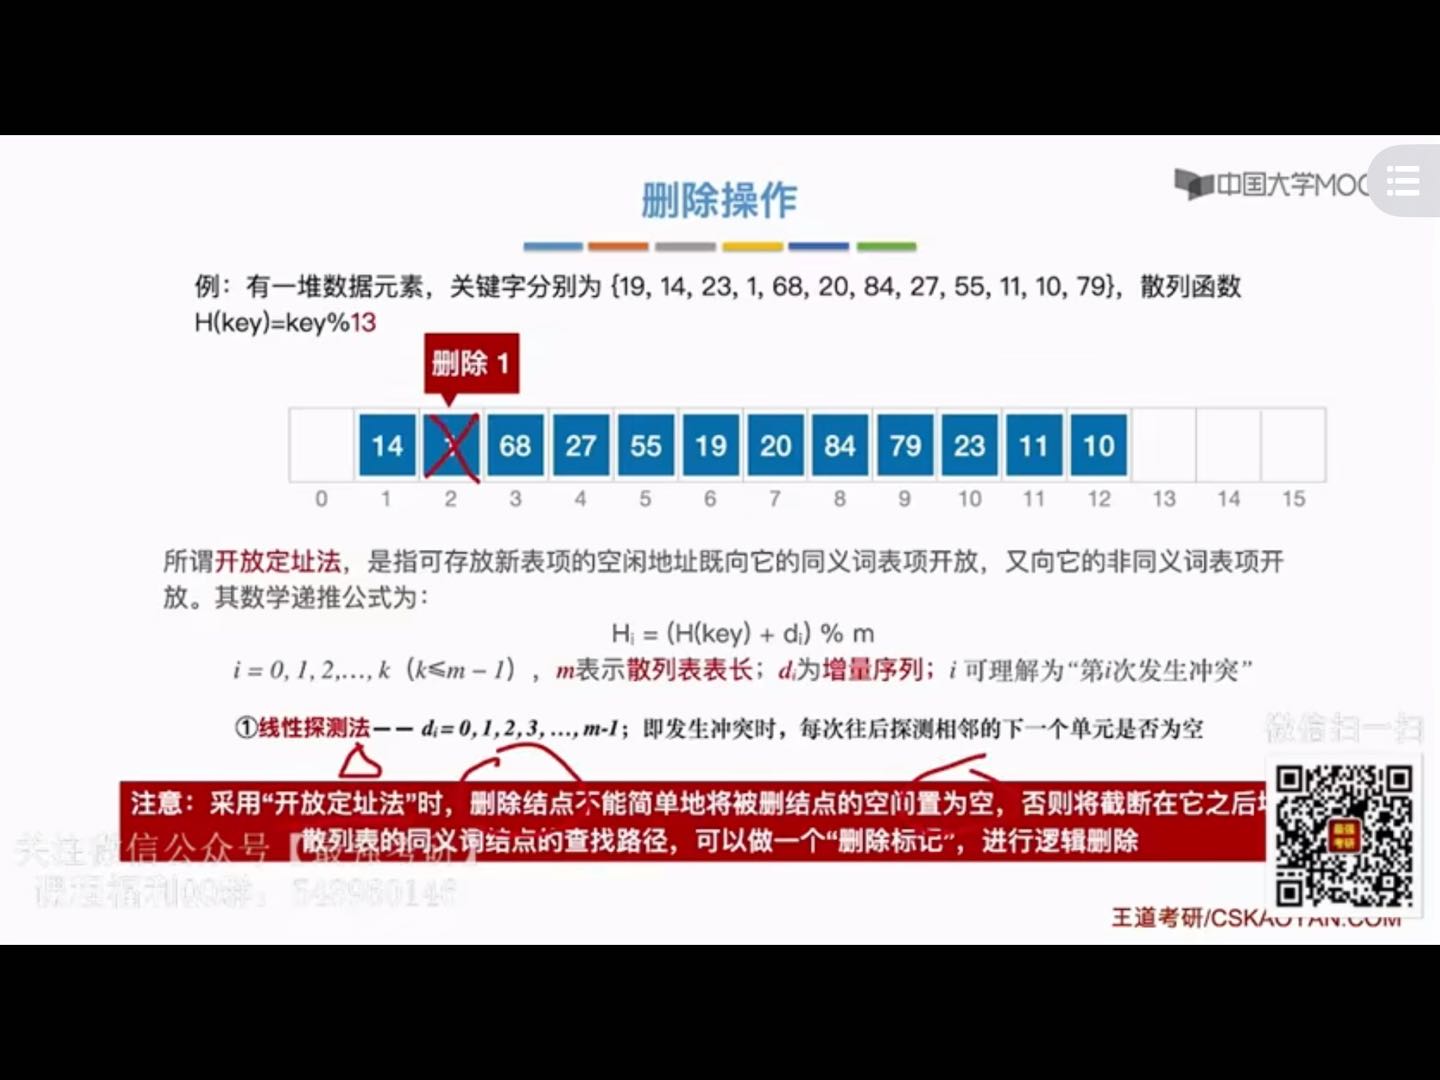 删除操作
中国大学MOO
例：有一堆数据元素，关键字分别为 {19, 14, 23, 1, 68, 20, 84, 27, 55, 11, 10, 79}，散列函数
H(key)=key%13
删除 1
14 68 27 55 19 20 84 79 23 11 10
0 1 2 3 4 5 6 7 8 9 10 11 12 13 14 15
所谓开放定址法，是指可存放新表项的空闲地址既向它的同义词表项开放，又向它的非同义词表项开
放。其数学递推公式为：
Hᵢ = (H(key) + dᵢ) % m
i = 0, 1, 2,…, k（k≤m – 1），m表示散列表表长；dᵢ为增量序列；i 可理解为“第i次发生冲突”
①线性探测法—— dᵢ = 0, 1, 2, 3, …, m-1；即发生冲突时，每次往后探测相邻的下一个单元是否为空
微信扫一扫
注意：采用“开放定址法”时，删除结点不能简单地将被删结点的空间置为空，否则将截断在它之后
散列表的同义词结点的查找路径，可以做一个“删除标记”，进行逻辑删除
关注微信公众号
课程福利QQ群：
最强考研
王道考研/CSKAOYAN.COM